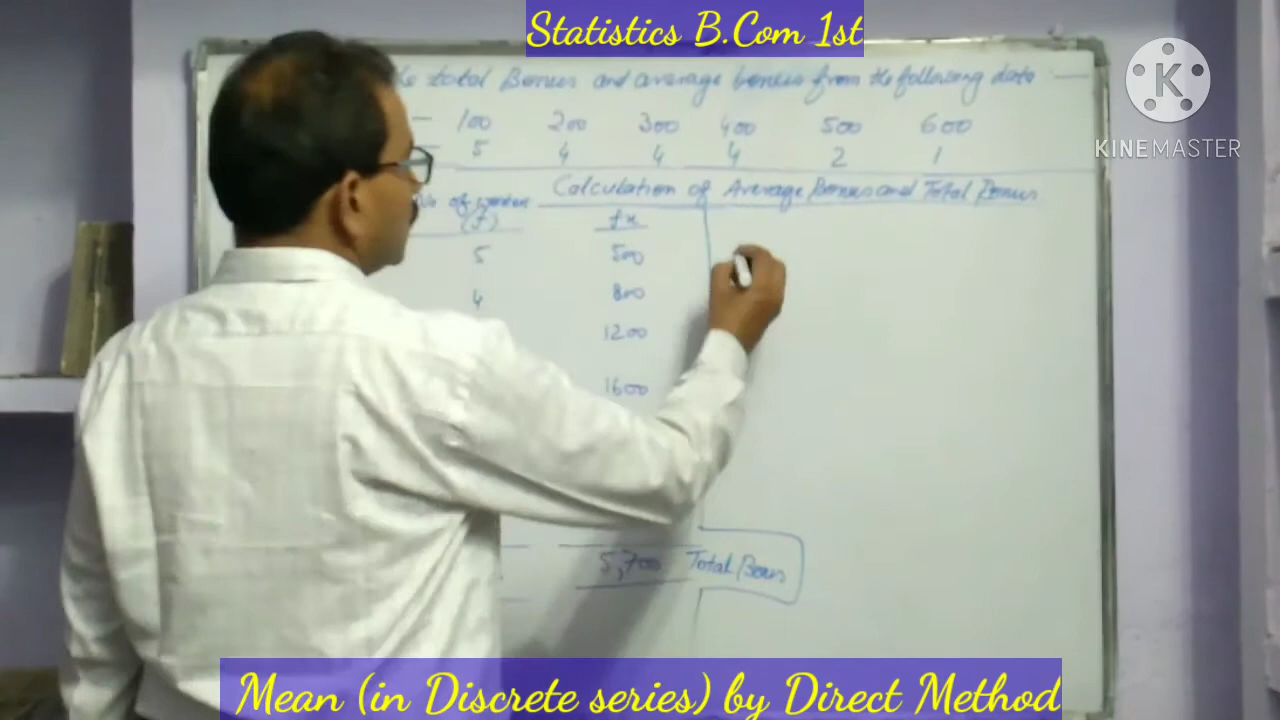 Statistics B.Com 1st
K
KINEMASTER
total Bonus and average bonus from the following data :-
- 100 200 300 400 500 600
- 5 4 4 4 2 1
Calculation of Average Bonus and Total Bonus
No of
(f) fx
5 500
4 800
1200
1600
5,700 Total Bonus
Mean (in Discrete series) by Direct Method